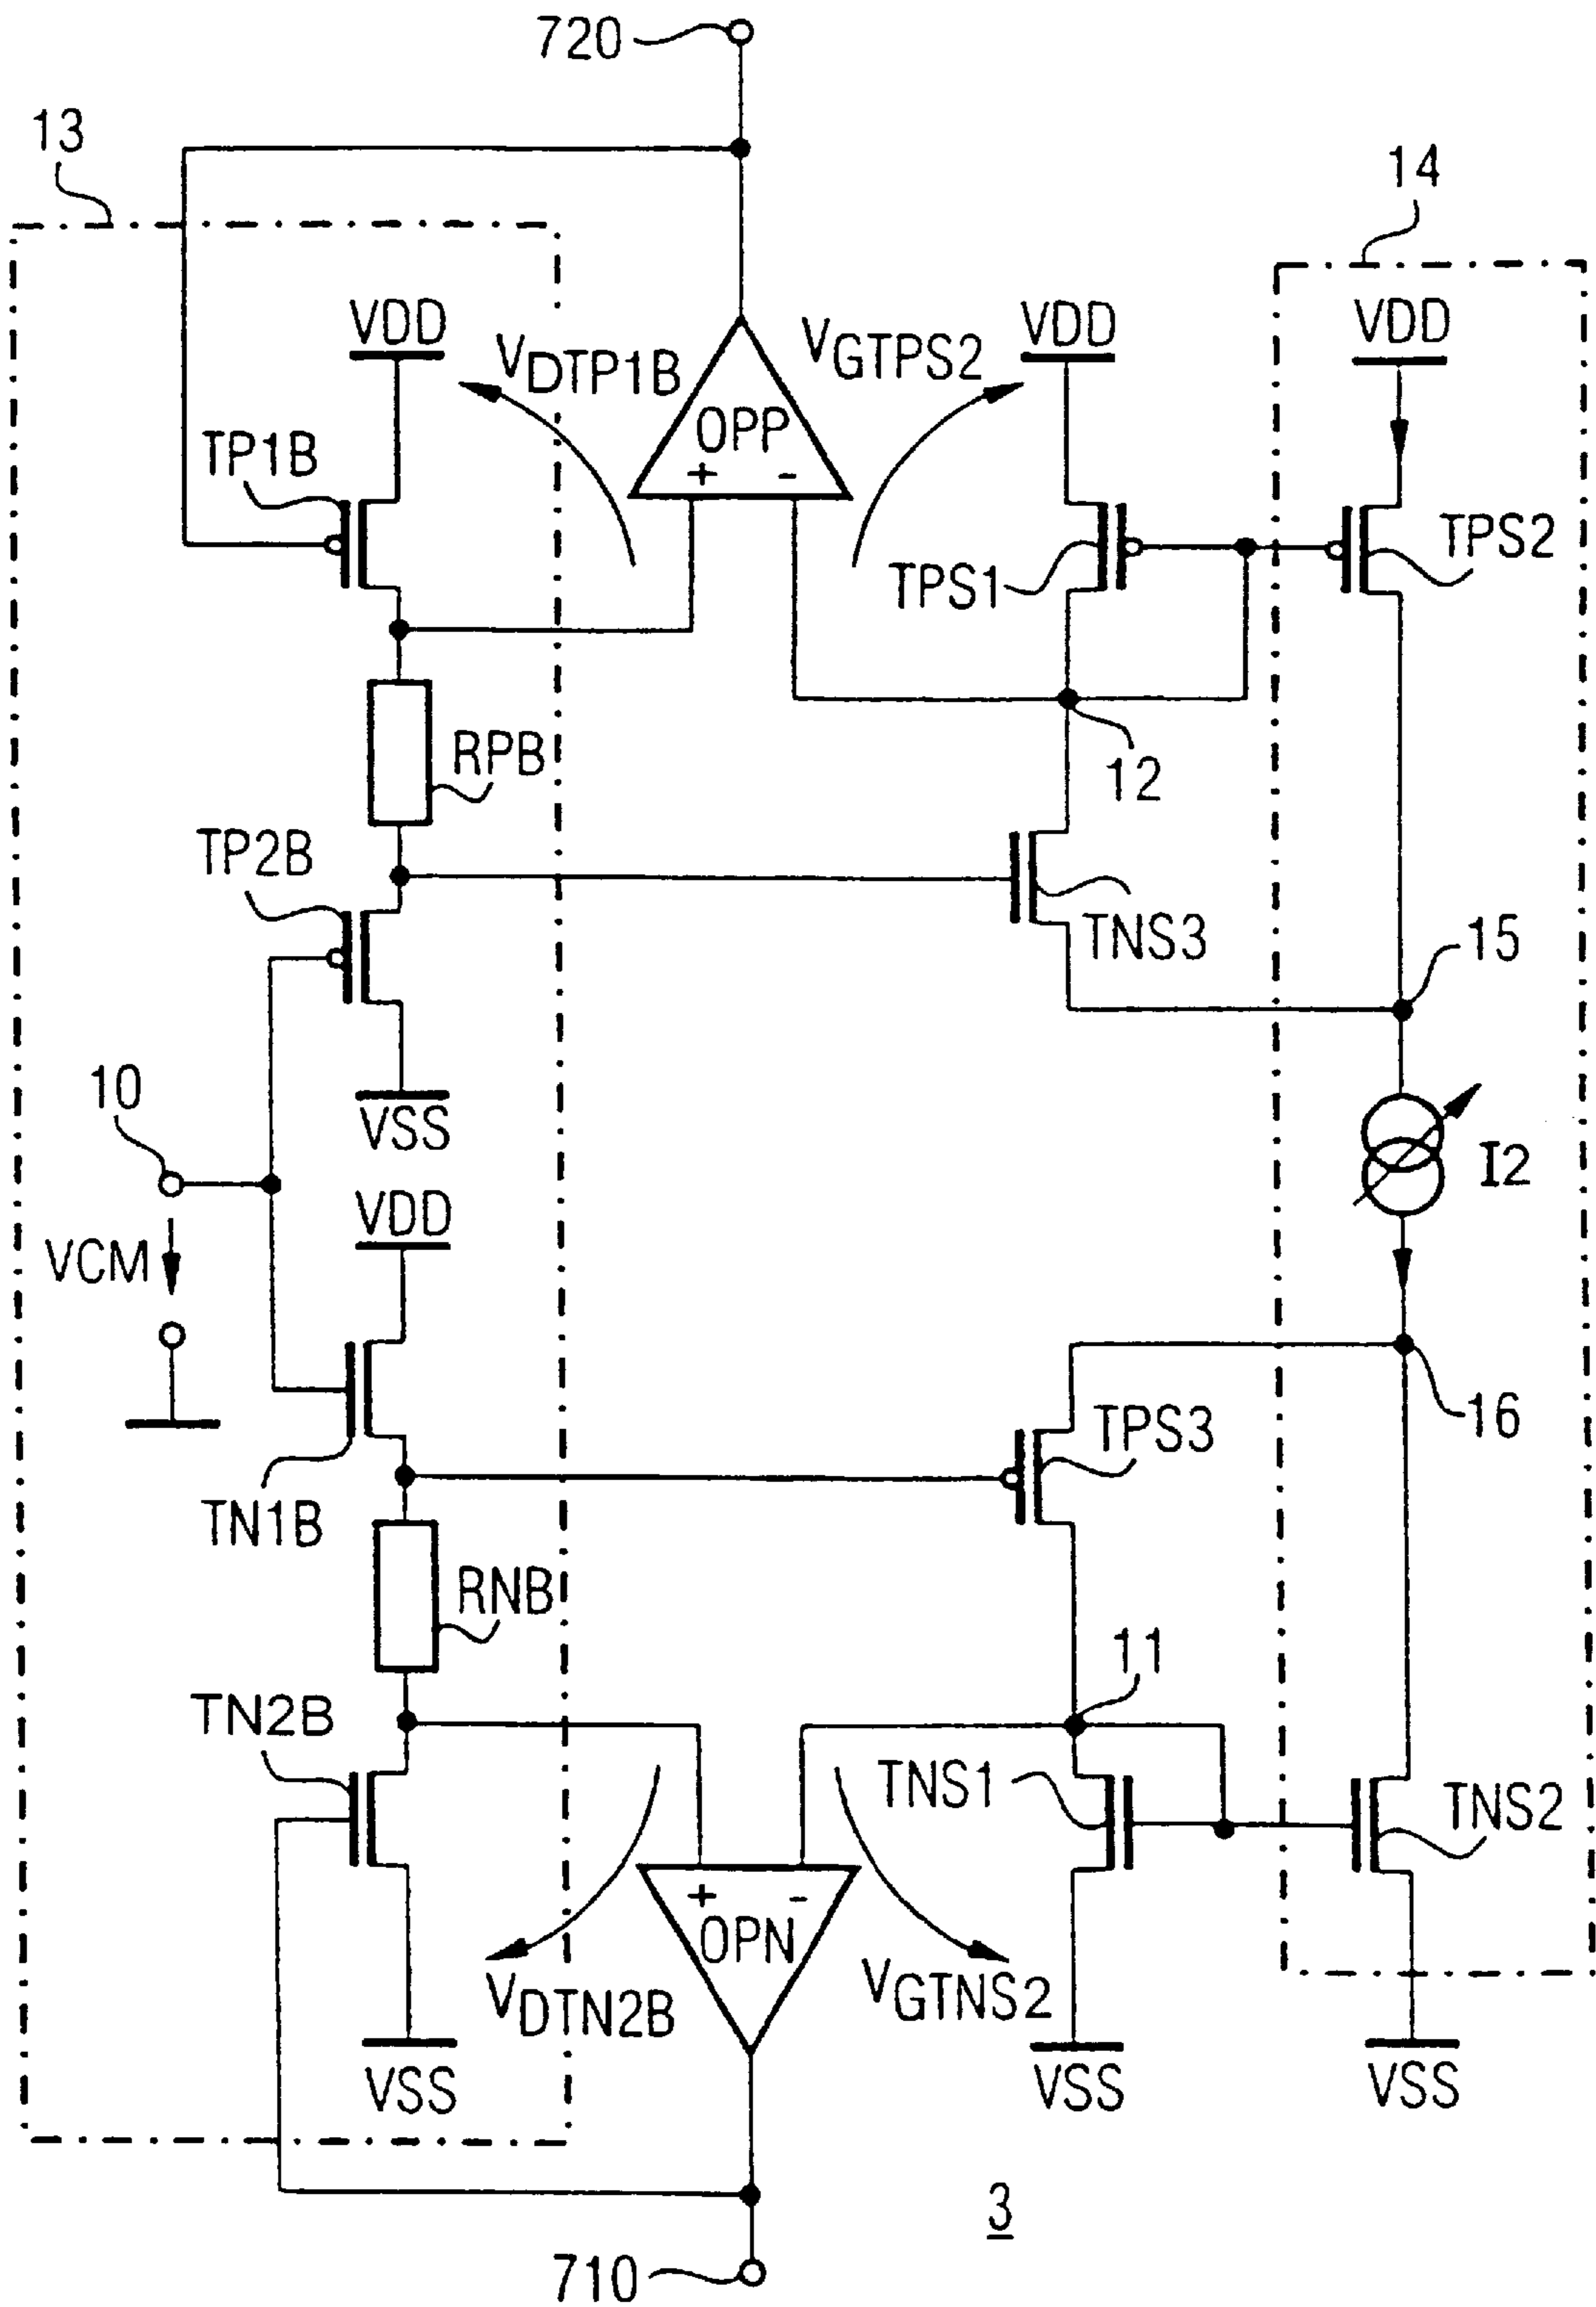 720
13
14
VDD
VDTP1B
VGTPS2
VDD
VDD
OPP
+ -
TP1B
TPS1
TPS2
RPB
12
TP2B
TNS3
15
10
VSS
I2
VDD
VCM
16
TPS3
TN1B
RNB
11
TN2B
TNS1
TNS2
+ -
OPN
VDTN2B
VGTNS2
VSS
VSS
VSS
3
710